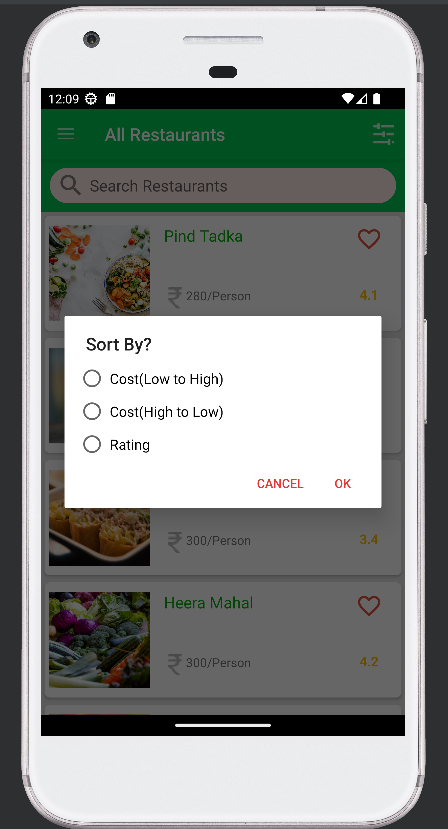 12:09
All Restaurants
Search Restaurants
Pind Tadka
₹ 280/Person
4.1
Sort By?
Cost(Low to High)
Cost(High to Low)
Rating
CANCEL OK
₹ 300/Person
3.4
Heera Mahal
₹ 300/Person
4.2